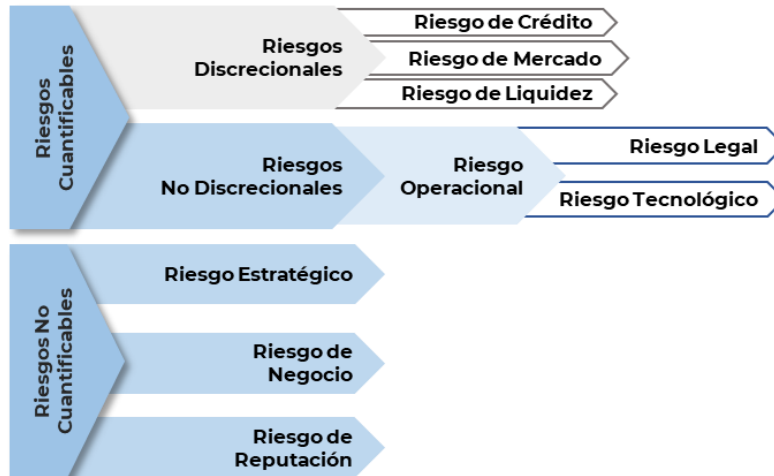 Riesgos
Cuantificables
Riesgos
Discrecionales
Riesgo de Crédito
Riesgo de Mercado
Riesgo de Liquidez
Riesgos
No Discrecionales
Riesgo
Operacional
Riesgo Legal
Riesgo Tecnológico
Riesgos No
Cuantificables
Riesgo Estratégico
Riesgo de
Negocio
Riesgo de
Reputación